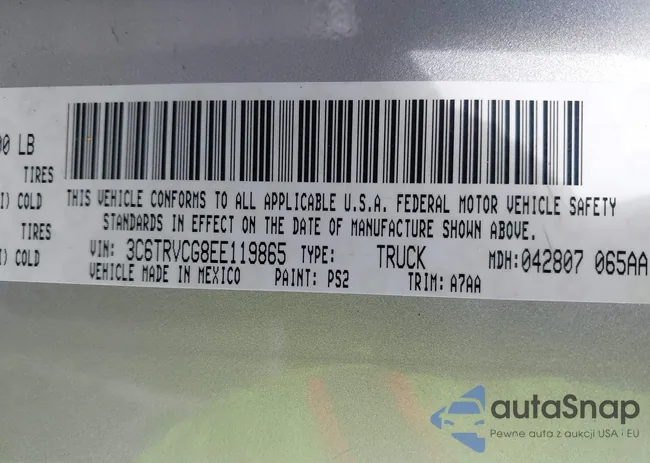 00 LB
TIRES
I) COLD
TIRES
I) COLD
THIS VEHICLE CONFORMS TO ALL APPLICABLE U.S.A. FEDERAL MOTOR VEHICLE SAFETY
STANDARDS IN EFFECT ON THE DATE OF MANUFACTURE SHOWN ABOVE.
VIN: 3C6TRVCG8EE119865 TYPE: TRUCK MDH: 042807 065AA
VEHICLE MADE IN MEXICO PAINT: PS2 TRIM: A7AA
autaSnap
Pewne auta z aukcji USA i EU